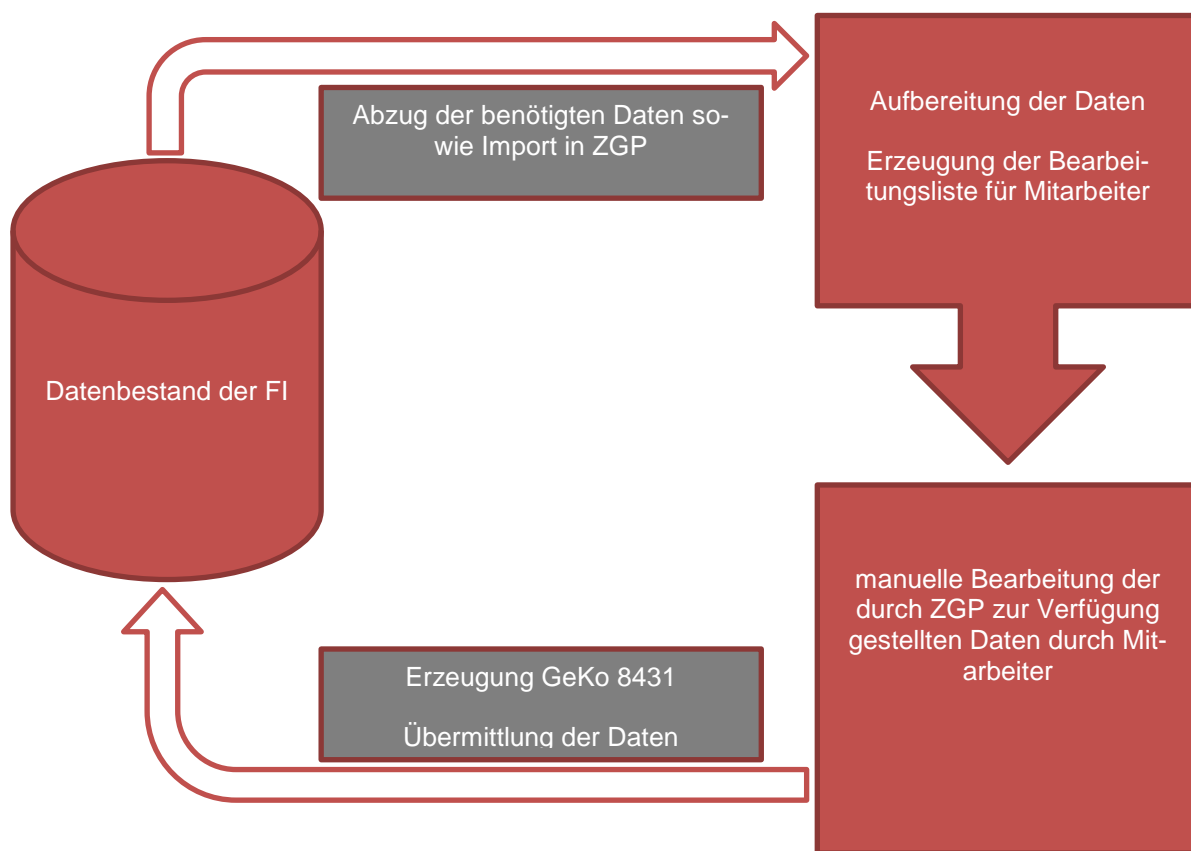 Abzug der benötigten Daten so-
wie Import in ZGP
Aufbereitung der Daten
Erzeugung der Bearbei-
tungsliste für Mitarbeiter
Datenbestand der FI
manuelle Bearbeitung der
durch ZGP zur Verfügung
gestellten Daten durch Mit-
arbeiter
Erzeugung GeKo 8431
Übermittlung der Daten